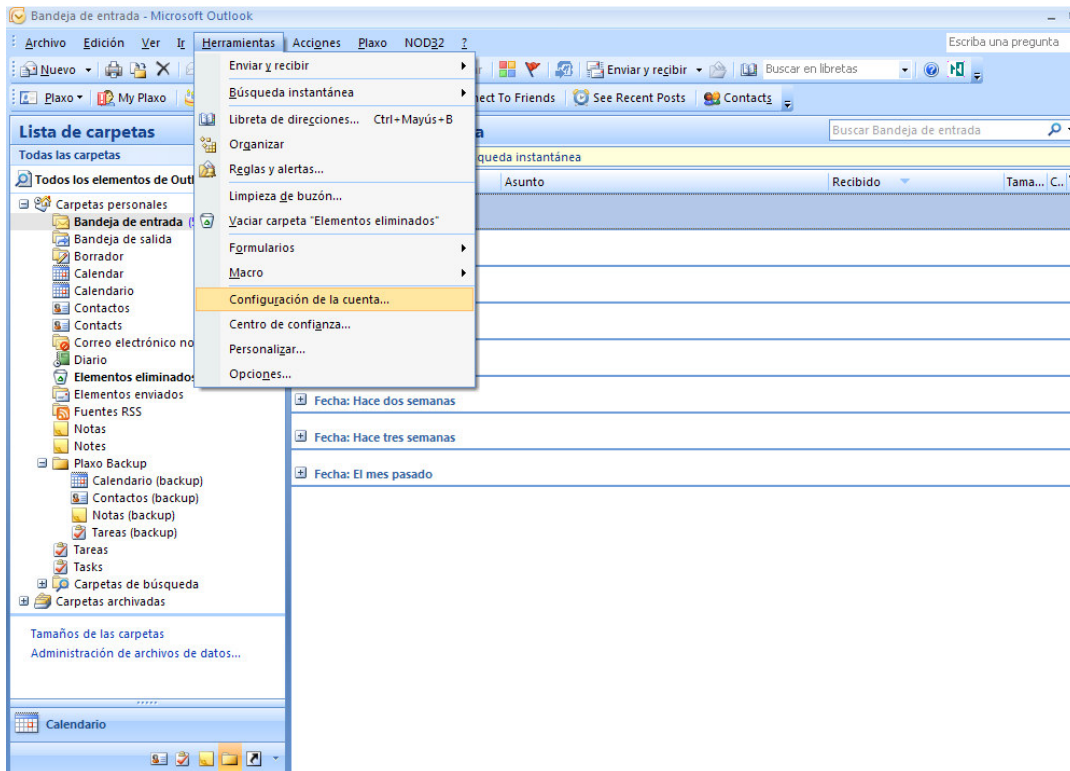 Bandeja de entrada - Microsoft Outlook
Archivo Edición Ver Ir Herramientas Acciones Plaxo NOD32 ? Escriba una pregunta
Nuevo Enviar y recibir Buscar en libretas
Plaxo My Plaxo nect To Friends See Recent Posts Contacts
Enviar y recibir
Búsqueda instantánea
Libreta de direcciones... Ctrl+Mayús+B
Organizar
Reglas y alertas...
Limpieza de buzón...
Vaciar carpeta "Elementos eliminados"
Formularios
Macro
Configuración de la cuenta...
Centro de confianza...
Personalizar...
Opciones...
Lista de carpetas
Buscar Bandeja de entrada
Todas las carpetas
queda instantánea
Todos los elementos de Outl
Asunto Recibido Tama... C..
Carpetas personales
Bandeja de entrada
Bandeja de salida
Borrador
Calendar
Calendario
Contactos
Contacts
Correo electrónico no
Diario
Elementos eliminados
Elementos enviados
Fuentes RSS
Notas
Notes
Plaxo Backup
Calendario (backup)
Contactos (backup)
Notas (backup)
Tareas (backup)
Tareas
Tasks
Carpetas de búsqueda
Carpetas archivadas
Fecha: Hace dos semanas
Fecha: Hace tres semanas
Fecha: El mes pasado
Tamaños de las carpetas
Administración de archivos de datos...
Calendario